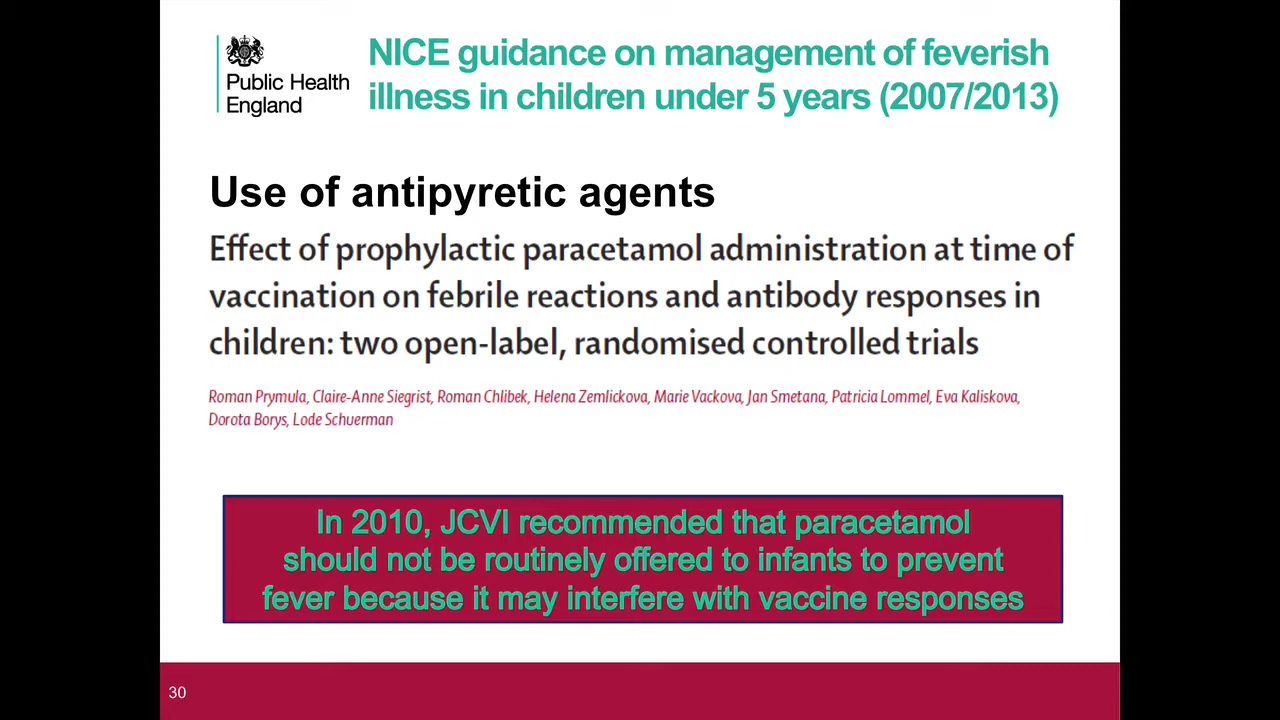 Public Health
England
NICE guidance on management of feverish
illness in children under 5 years (2007/2013)
Use of antipyretic agents
Effect of prophylactic paracetamol administration at time of
vaccination on febrile reactions and antibody responses in
children: two open-label, randomised controlled trials
Roman Prymula, Claire-Anne Siegrist, Roman Chlibek, Helena Zemlickova, Marie Vackova, Jan Smetana, Patricia Lommel, Eva Kaliskova,
Dorota Borys, Lode Schuerman
In 2010, JCVI recommended that paracetamol
should not be routinely offered to infants to prevent
fever because it may interfere with vaccine responses
30